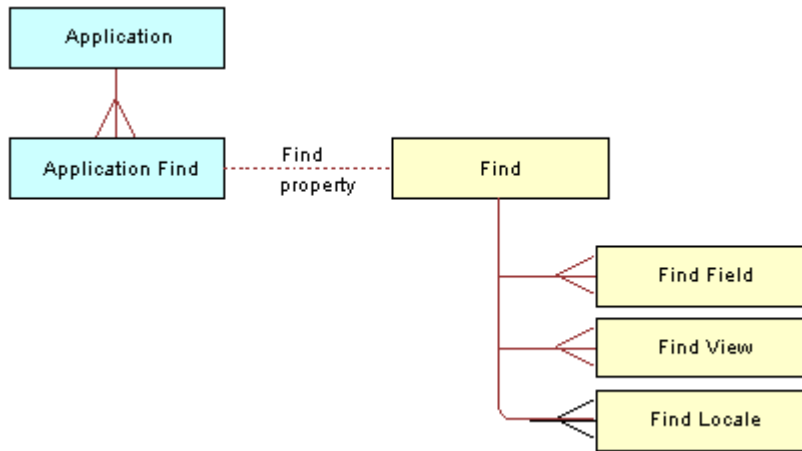 Application
Application Find
Find
property
Find
Find Field
Find View
Find Locale